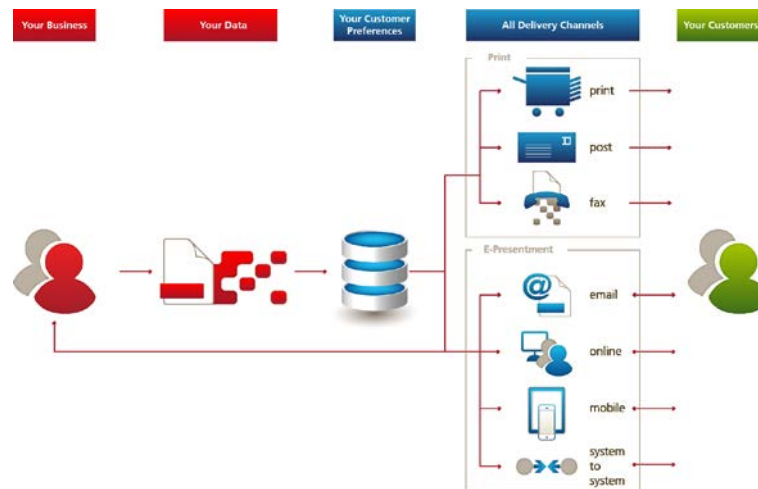 Your Business
Your Data
Your Customer
Preferences
All Delivery Channels
Your Customers
Print
print
post
fax
E-Presentment
@
email
online
mobile
system
to
system